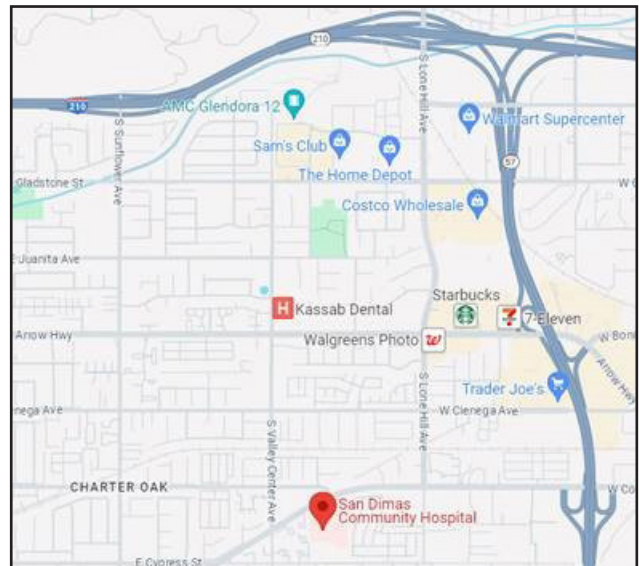 210
S Lone Hill Ave
210
AMC Glendora 12
S Sunflower Ave
Walmart Supercenter
Sam's Club
57
The Home Depot
Gladstone St
W G
Costco Wholesale
E Juanita Ave
Starbucks
Kassab Dental
7-Eleven
Arrow Hwy
Walgreens Photo
W Bon
Arrow Hwy
Trader Joe's
S Lone Hill Ave
nega Ave
W Cienega Ave
S Valley Center Ave
CHARTER OAK
W Co
San Dimas
Community Hospital
E Cypress St